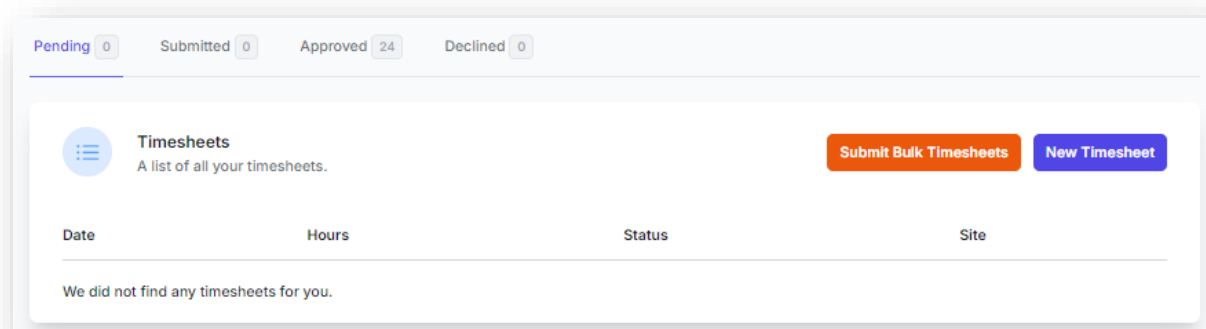 Pending 0 Submitted 0 Approved 24 Declined 0
Timesheets
A list of all your timesheets.
Submit Bulk Timesheets New Timesheet
Date Hours Status Site
We did not find any timesheets for you.